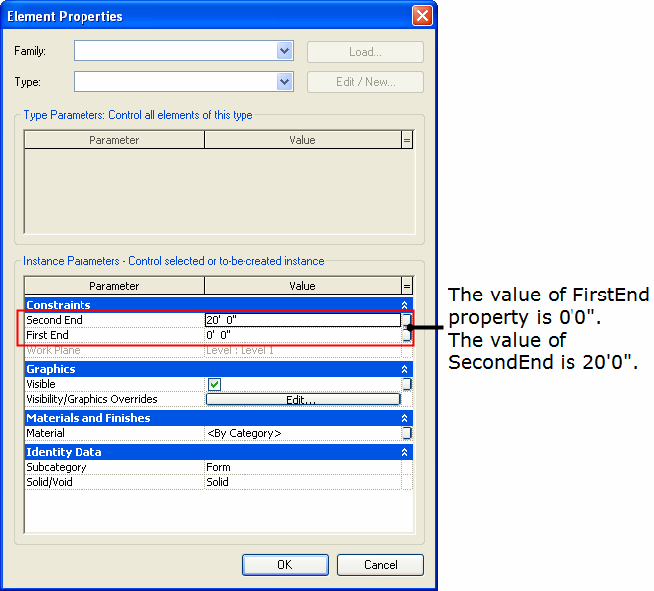 Element Properties
Family:
Load...
Type:
Edit / New...
Type Parameters: Control all elements of this type
Parameter Value =
Instance Parameters - Control selected or to-be-created instance
Parameter Value =
Constraints
Second End 20' 0"
First End 0' 0"
Work Plane Level : Level 1
Graphics
Visible
Visibility/Graphics Overrides Edit...
Materials and Finishes
Material <By Category>
Identity Data
Subcategory Form
Solid/Void Solid
OK Cancel
The value of FirstEnd
property is 0'0".
The value of
SecondEnd is 20'0".